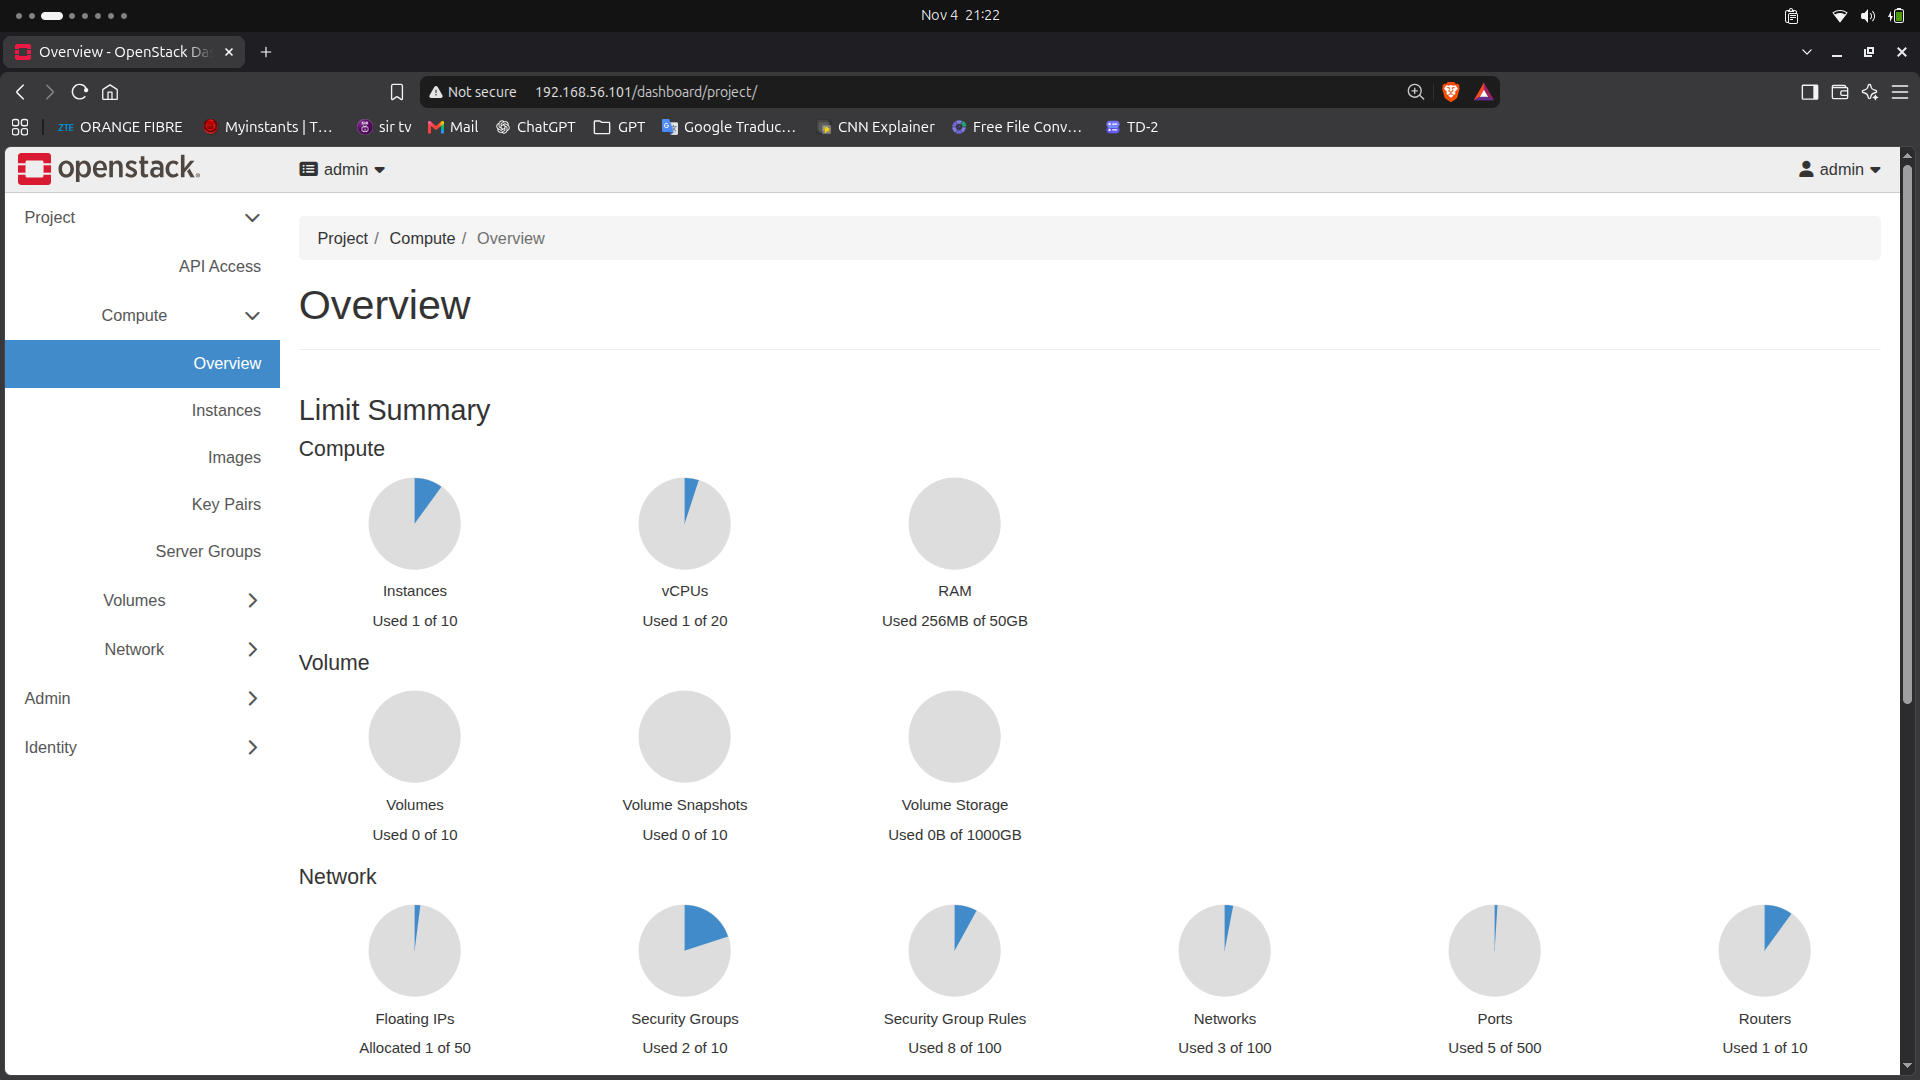 Nov 4 21:22
Overview - OpenStack Da
Not secure 192.168.56.101/dashboard/project/
ZTE ORANGE FIBRE Myinstants | T… sir tv Mail ChatGPT GPT Google Traduc… CNN Explainer Free File Conv… TD-2
openstack. admin admin
Project
API Access
Compute
Overview
Instances
Images
Key Pairs
Server Groups
Volumes
Network
Admin
Identity
Project / Compute / Overview
Overview
Limit Summary
Compute
Instances vCPUs RAM
Used 1 of 10 Used 1 of 20 Used 256MB of 50GB
Volume
Volumes Volume Snapshots Volume Storage
Used 0 of 10 Used 0 of 10 Used 0B of 1000GB
Network
Floating IPs Security Groups Security Group Rules Networks Ports Routers
Allocated 1 of 50 Used 2 of 10 Used 8 of 100 Used 3 of 100 Used 5 of 500 Used 1 of 10